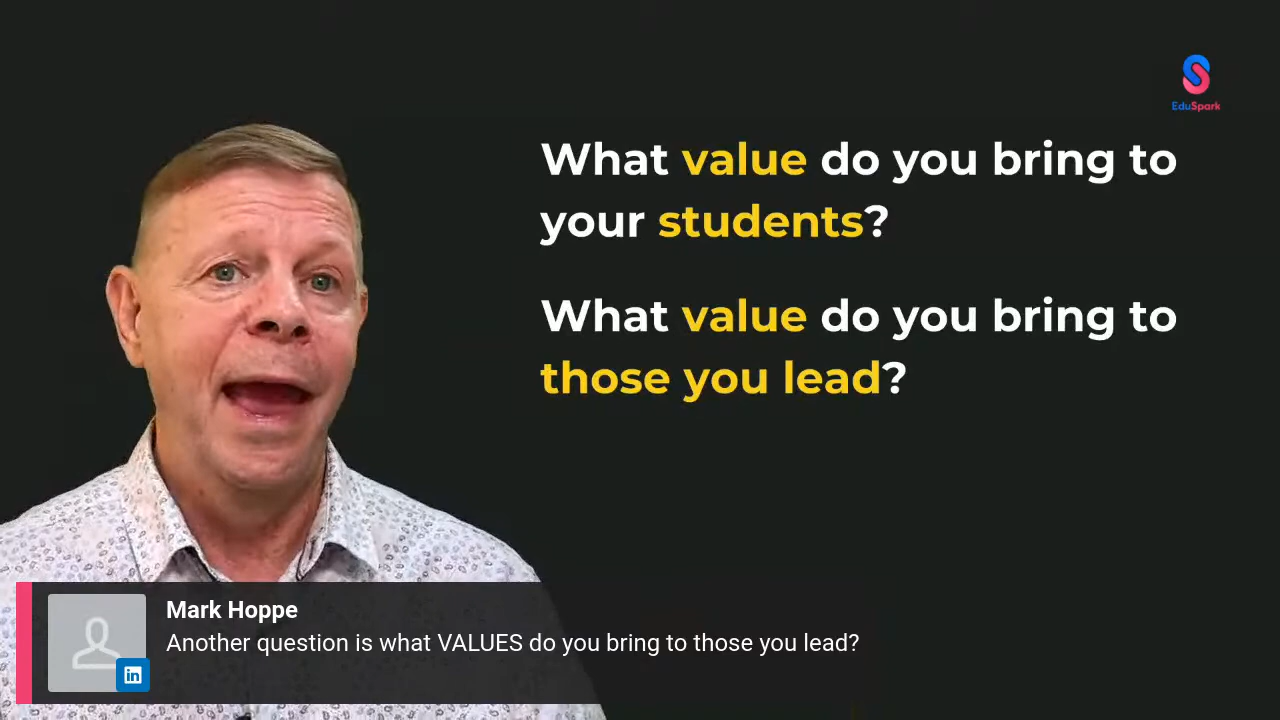 EduSpark
What value do you bring to
your students?
What value do you bring to
those you lead?
Mark Hoppe
Another question is what VALUES do you bring to those you lead?
in